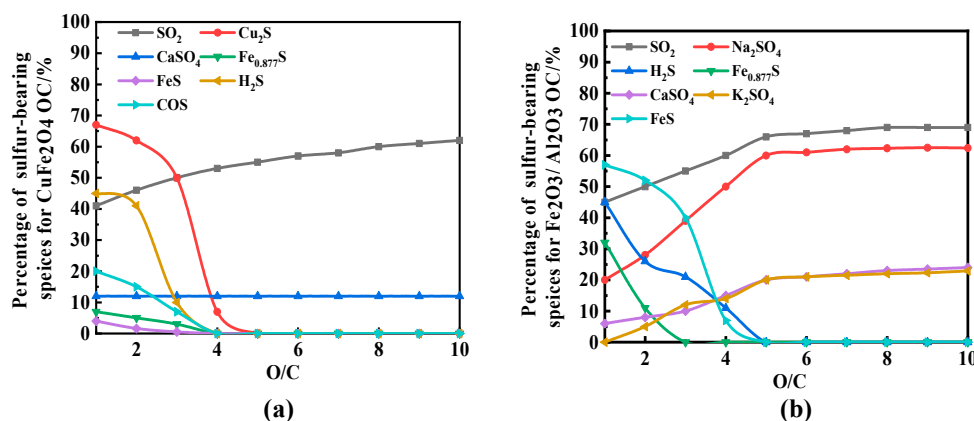 Percentage of sulfur-bearing
speices for CuFe2O4 OC/%
100
90
80
70
60
50
40
30
20
10
0
SO₂
Cu₂S
CaSO₄
Fe₀.₈₇₇S
FeS
H₂S
COS
2
4
6
8
10
O/C
(a)
Percentage of sulfur-bearing
speices for Fe2O3/ Al2O3 OC/%
100
90
80
70
60
50
40
30
20
10
0
SO₂
Na₂SO₄
H₂S
Fe₀.₈₇₇S
CaSO₄
K₂SO₄
FeS
2
4
6
8
10
O/C
(b)